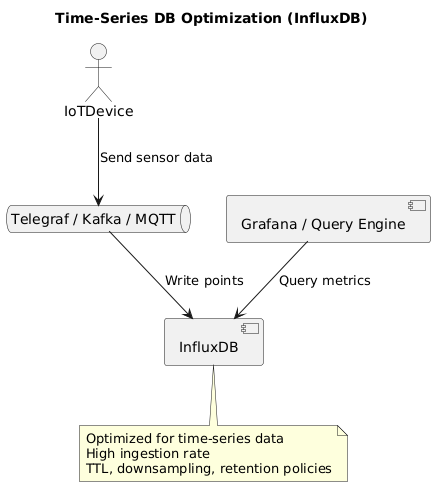 Time-Series DB Optimization (InfluxDB)
IoTDevice
Send sensor data
Telegraf / Kafka / MQTT
Grafana / Query Engine
Write points
Query metrics
InfluxDB
Optimized for time-series data
High ingestion rate
TTL, downsampling, retention policies